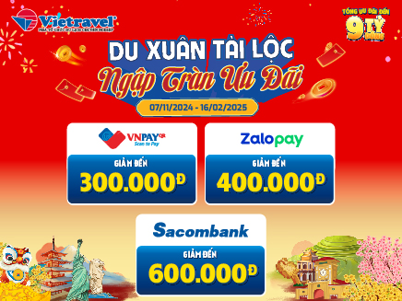 Vietravel
TỔNG ƯU ĐÃI ĐẾN
9 TỶ
DU XUÂN TÀI LỘC
Ngập Tràn Ưu Đãi
07/11/2024 - 16/02/2025
VNPAYQR
Scan to Pay
Zalopay
GIẢM ĐẾN
300.000Đ
GIẢM ĐẾN
400.000Đ
Sacombank
GIẢM ĐẾN
600.000Đ